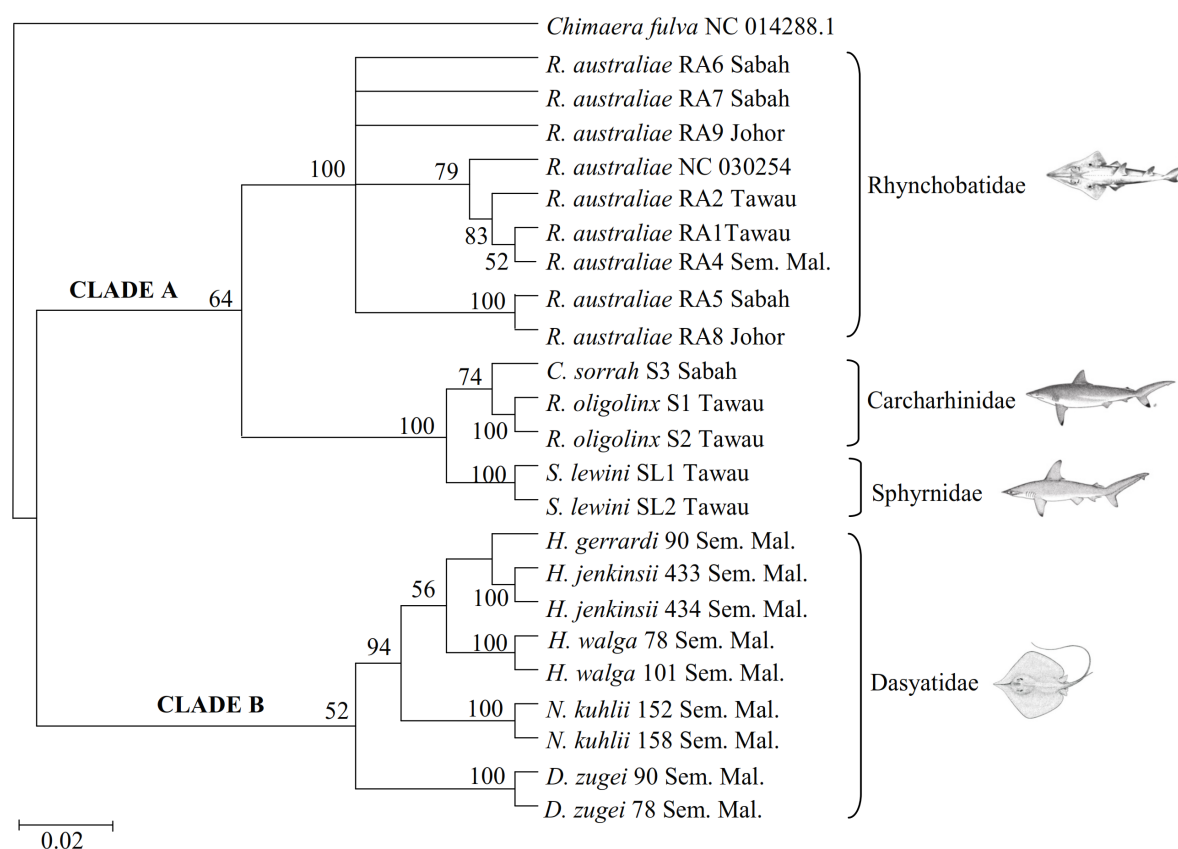 Chimaera fulva NC 014288.1
R. australiae RA6 Sabah
R. australiae RA7 Sabah
R. australiae RA9 Johor
100
79
R. australiae NC 030254
Rhynchobatidae
R. australiae RA2 Tawau
83
R. australiae RA1Tawau
52
R. australiae RA4 Sem. Mal.
CLADE A
64
100
R. australiae RA5 Sabah
R. australiae RA8 Johor
74
C. sorrah S3 Sabah
R. oligolinx S1 Tawau
Carcharhinidae
100
100
R. oligolinx S2 Tawau
100
S. lewini SL1 Tawau
Sphyrnidae
S. lewini SL2 Tawau
H. gerrardi 90 Sem. Mal.
56
H. jenkinsii 433 Sem. Mal.
100
H. jenkinsii 434 Sem. Mal.
94
100
H. walga 78 Sem. Mal.
H. walga 101 Sem. Mal.
Dasyatidae
CLADE B
52
100
N. kuhlii 152 Sem. Mal.
N. kuhlii 158 Sem. Mal.
100
D. zugei 90 Sem. Mal.
D. zugei 78 Sem. Mal.
0.02